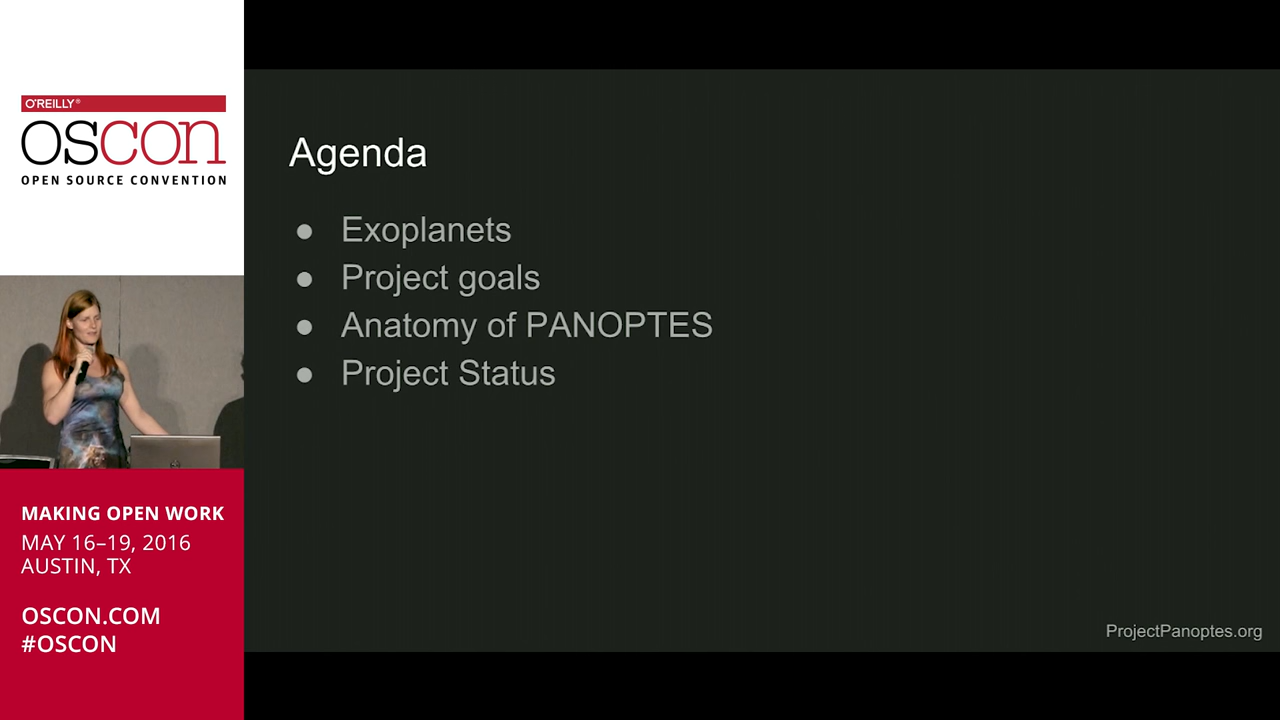 O'REILLY®
OSCON
OPEN SOURCE CONVENTION
MAKING OPEN WORK
MAY 16–19, 2016
AUSTIN, TX
OSCON.COM
#OSCON
Agenda
● Exoplanets
● Project goals
● Anatomy of PANOPTES
● Project Status
ProjectPanoptes.org